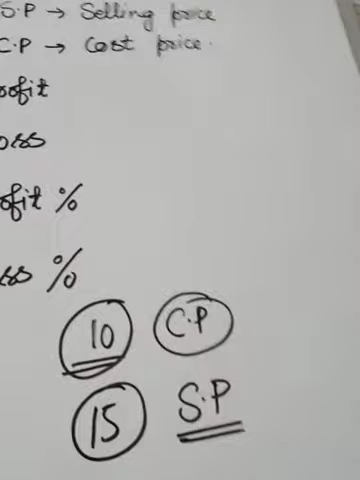 S.P → Selling price
C.P → Cost price.
ofit
oss
ofit %
ss %
10 C.P
15 S.P